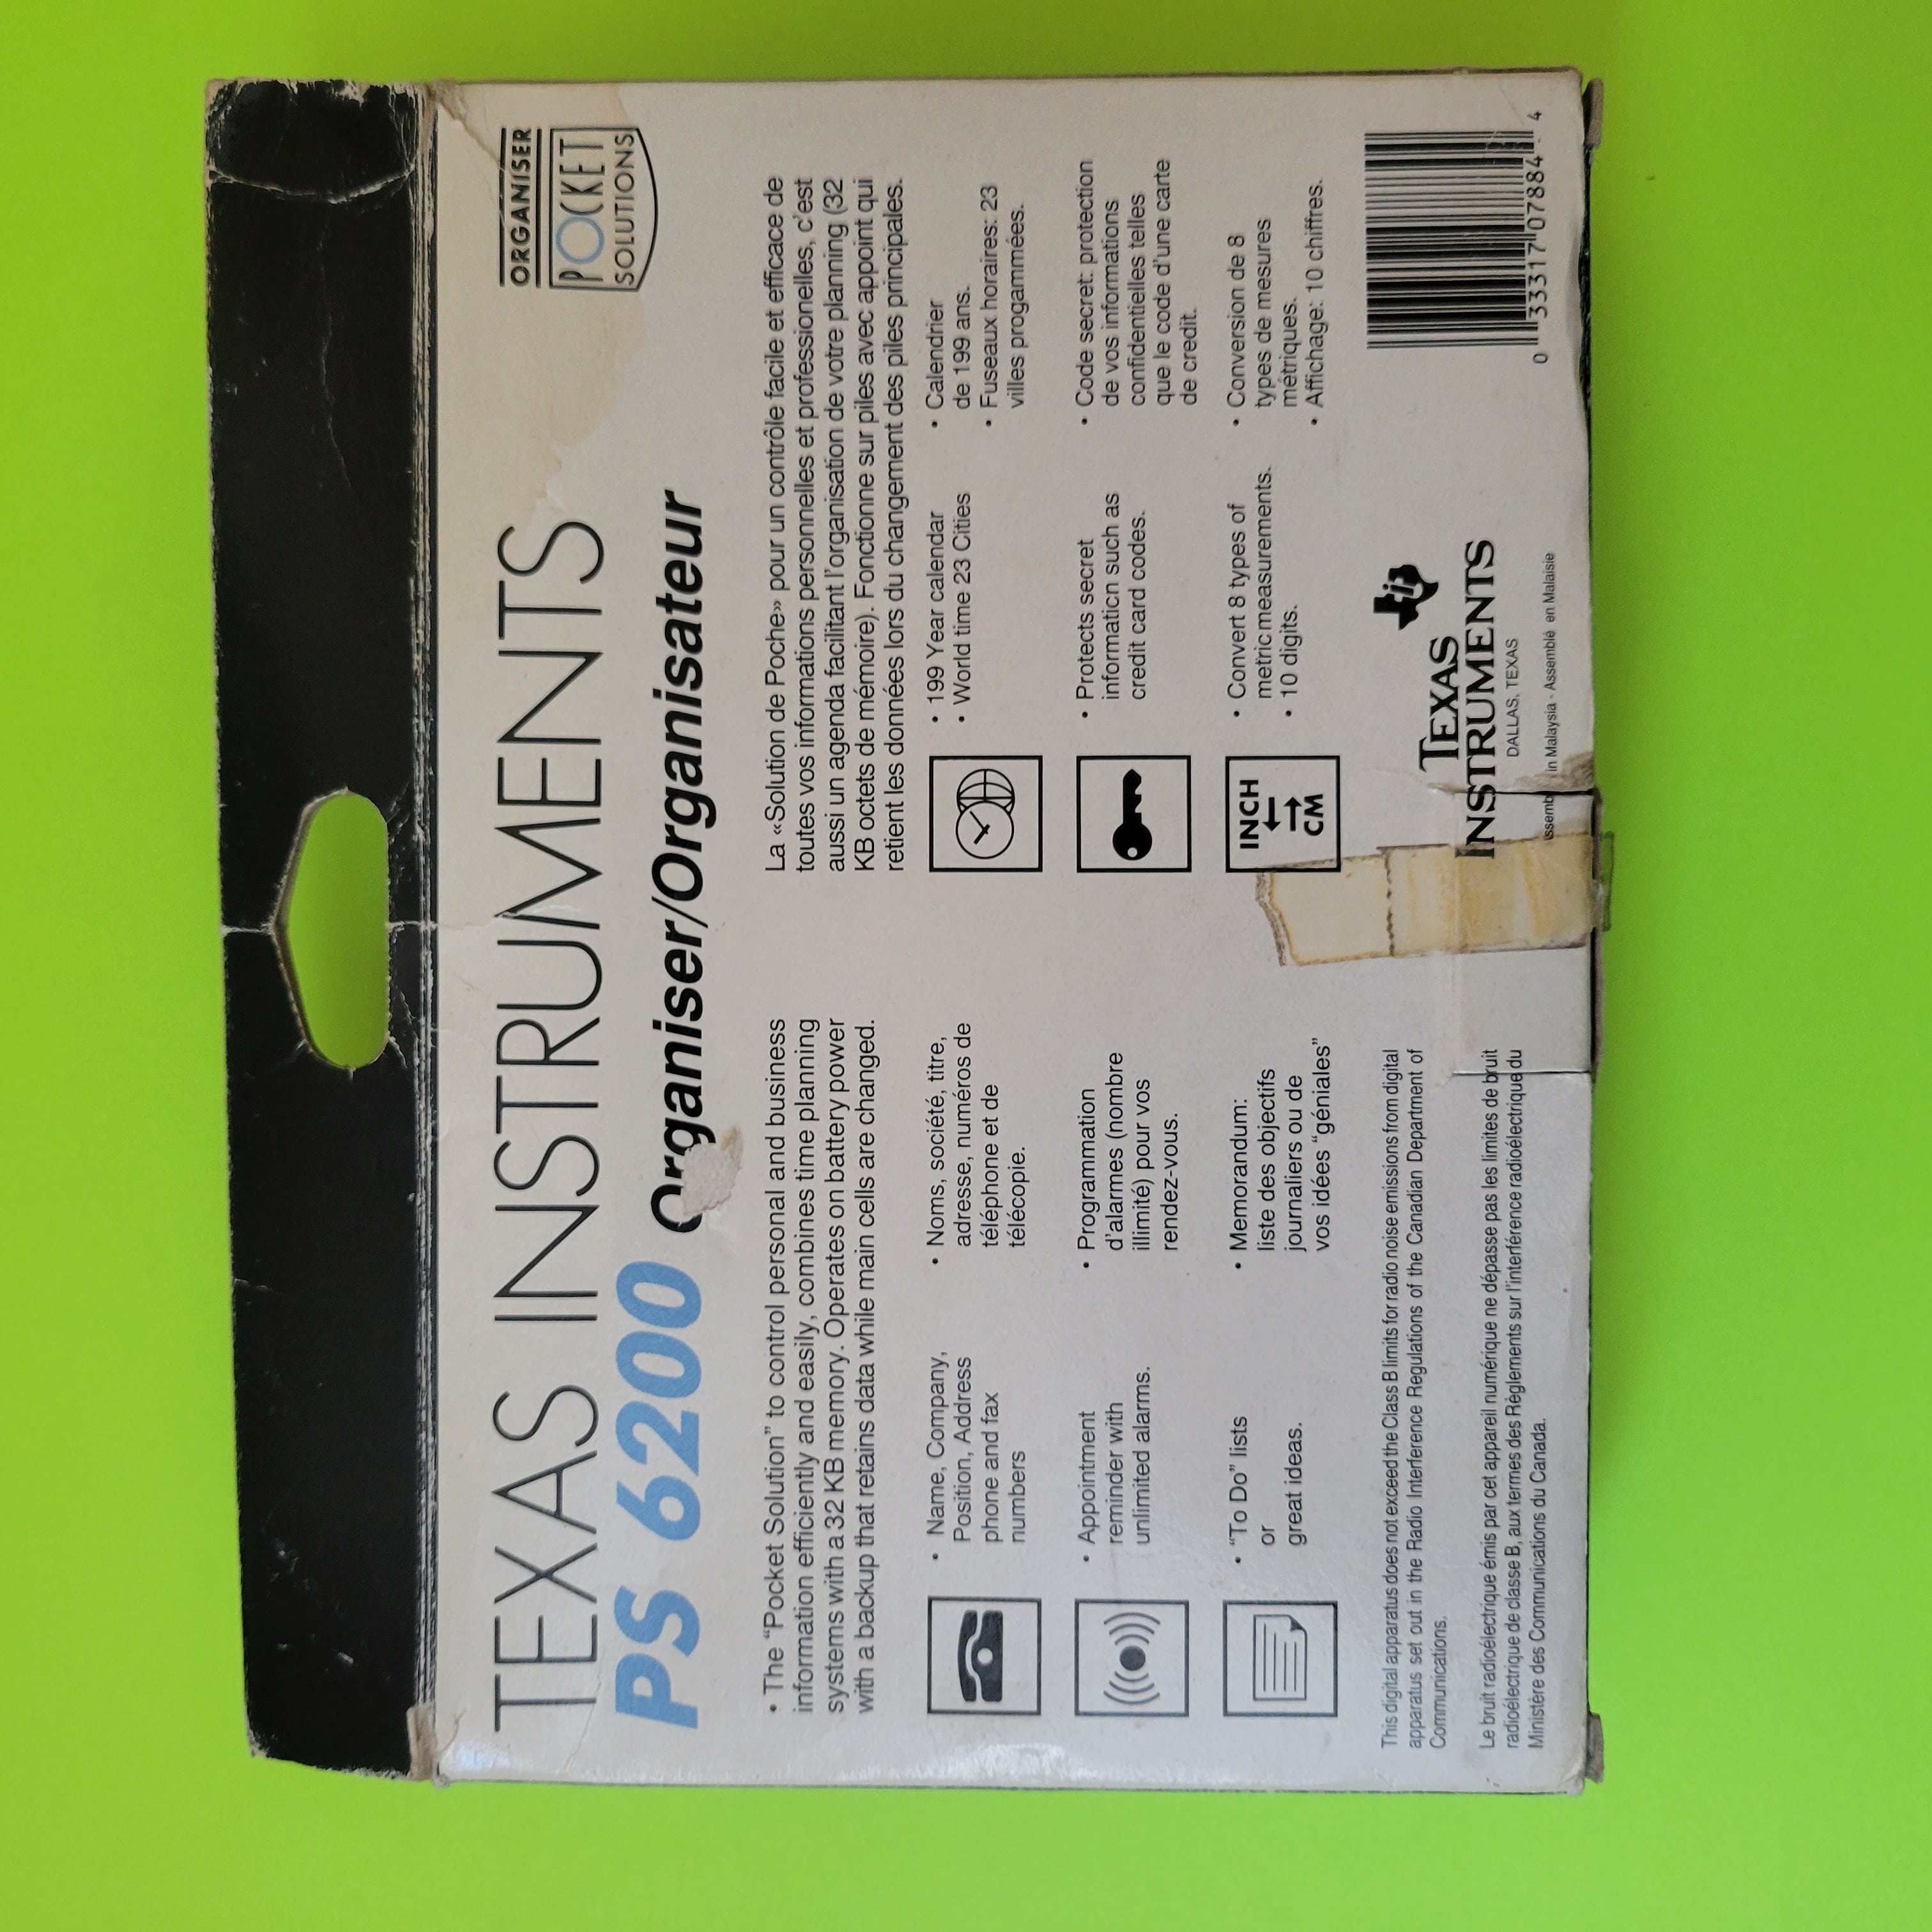 TEXAS INSTRUMENTS
PS 6200 Organiser/Organisateur
ORGANISER
POCKET
SOLUTIONS
• The “Pocket Solution” to control personal and business
information efficiently and easily, combines time planning
systems with a 32 KB memory. Operates on battery power
with a backup that retains data while main cells are changed.
La «Solution de Poche» pour un contrôle facile et efficace de
toutes vos informations personnelles et professionelles, c'est
aussi un agenda facilitant l'organisation de votre planning (32
KB octets de mémoire). Fonctionne sur piles avec appoint qui
retient les données lors du changement des piles principales.
• Name, Company,
Position, Address
phone and fax
numbers
• Noms, société, titre,
adresse, numéros de
téléphone et de
télécopie.
• 199 Year calendar
• World time 23 Cities
• Calendrier
de 199 ans.
• Fuseaux horaires: 23
villes progammées.
• Appointment
reminder with
unlimited alarms.
• Programmation
d'alarmes (nombre
illimité) pour vos
rendez-vous.
• Protects secret
information such as
credit card codes.
• Code secret: protection
de vos informations
confidentielles telles
que le code d'une carte
de credit.
• “To Do” lists
or
great ideas.
• Memorandum:
liste des objectifs
journaliers ou de
vos idées “géniales”
INCH
CM
• Convert 8 types of
metric measurements.
• 10 digits.
• Conversion de 8
types de mesures
métriques.
• Affichage: 10 chiffres.
This digital apparatus does not exceed the Class B limits for radio noise emissions from digital
apparatus set out in the Radio Interference Regulations of the Canadian Department of
Communications.
Le bruit radioélectrique émis par cet appareil numérique ne dépasse pas les limites de bruit
radioélectrique de classe B, aux termes des Règlements sur l'interférence radioélectrique du
Ministère des Communications du Canada.
TEXAS
INSTRUMENTS
DALLAS, TEXAS
in Malaysia - Assemblé en Malaisie
0 33317 07884 4